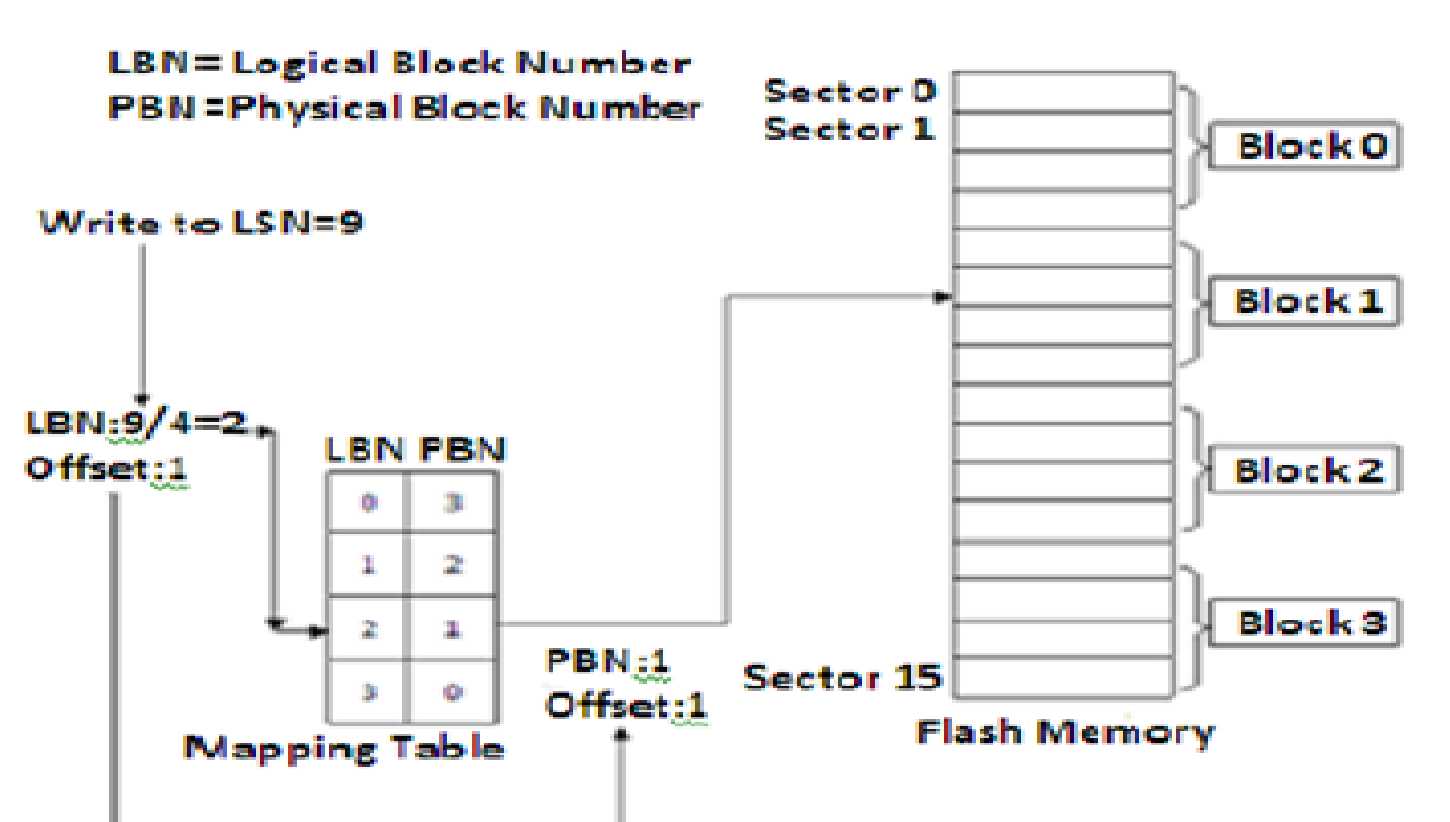 LBN= Logical Block Number
PBN=Physical Block Number
Write to LSN=9
LBN:9/4=2
Offset:1
LBN PBN
0 3
1 2
2 1
3 0
Mapping Table
PBN:1
Offset:1
Sector 0
Sector 1
Sector 15
Block 0
Block 1
Block 2
Block 3
Flash Memory